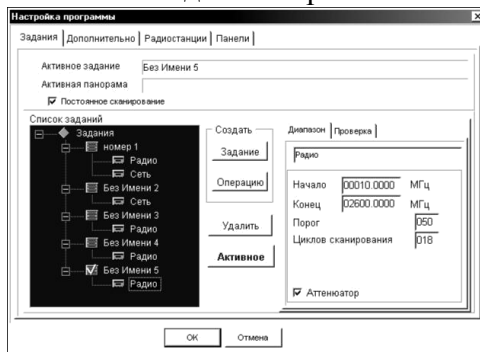 Настройка программы
Задания Дополнительно Радиостанции Панели
Активное задание Без Имени 5
Активная панорама
Постоянное сканирование
Список заданий
Задания
номер 1
Радио
Сеть
Без Имени 2
Сеть
Без Имени 3
Радио
Без Имени 4
Радио
Без Имени 5
Радио
Создать
Задание
Операцию
Удалить
Активное
Диапазон Проверка
Радио
Начало 00010.0000 МГц
Конец 02600.0000 МГц
Порог 050
Циклов сканирования 018
Аттенюатор
OK Отмена